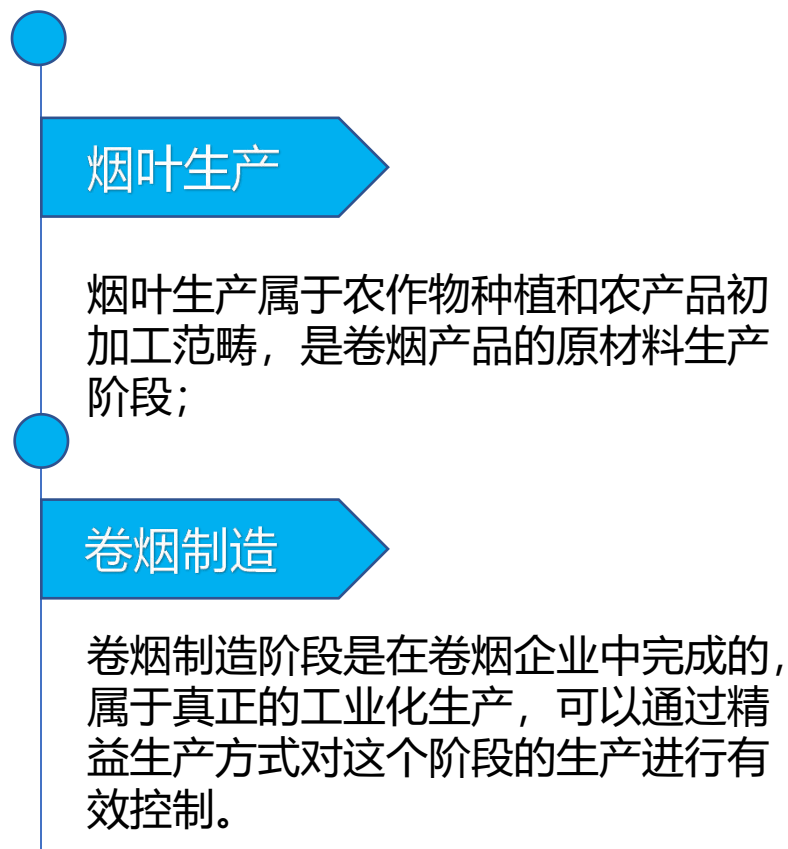 烟叶生产
烟叶生产属于农作物种植和农产品初
加工范畴，是卷烟产品的原材料生产
阶段；
卷烟制造
卷烟制造阶段是在卷烟企业中完成的，
属于真正的工业化生产，可以通过精
益生产方式对这个阶段的生产进行有
效控制。